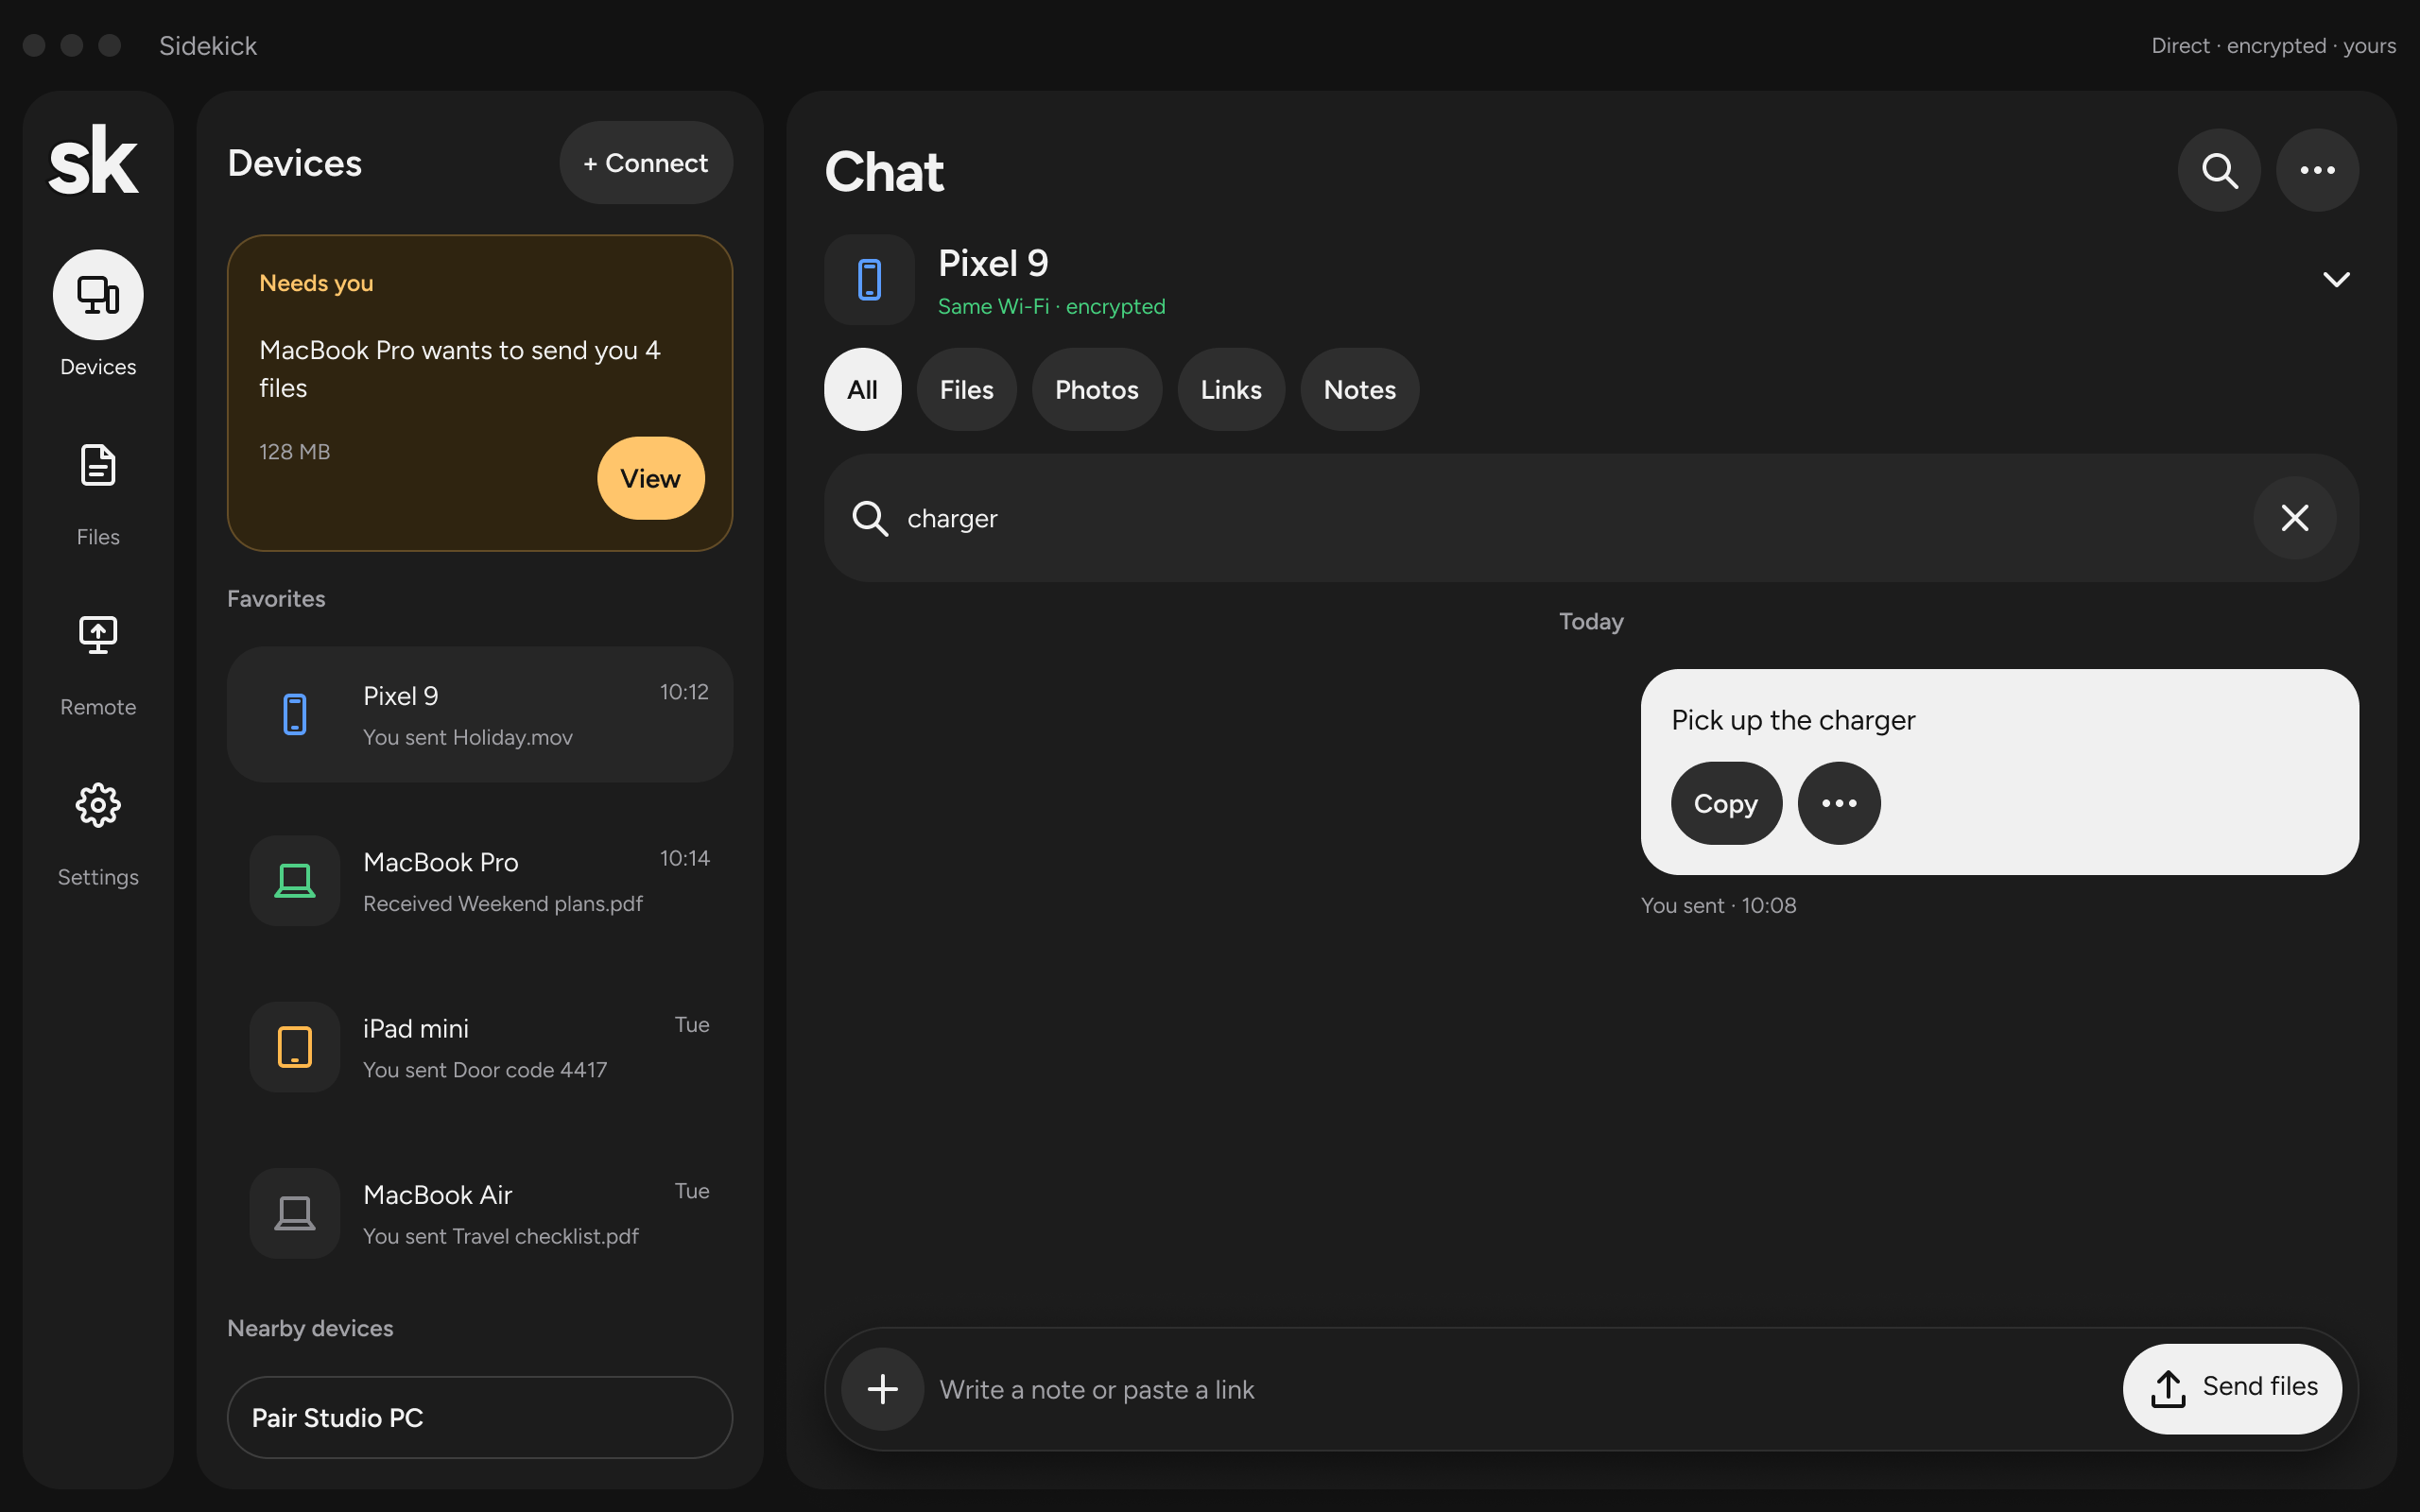 Sidekick
Direct · encrypted · yours
sk
Devices
Files
Remote
Settings
Devices
+ Connect
Needs you
MacBook Pro wants to send you 4
files
128 MB
View
Favorites
Pixel 9
10:12
You sent Holiday.mov
MacBook Pro
10:14
Received Weekend plans.pdf
iPad mini
Tue
You sent Door code 4417
MacBook Air
Tue
You sent Travel checklist.pdf
Nearby devices
Pair Studio PC
Chat
Pixel 9
Same Wi-Fi · encrypted
All
Files
Photos
Links
Notes
charger
Today
Pick up the charger
Copy
You sent · 10:08
Write a note or paste a link
Send files